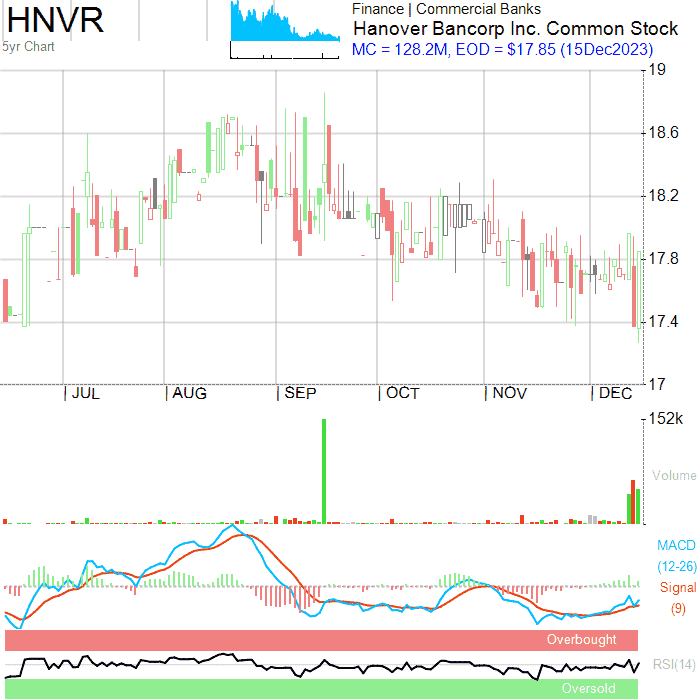 HNVR
5yr Chart
Finance | Commercial Banks
Hanover Bancorp Inc. Common Stock
MC = 128.2M, EOD = $17.85 (15Dec2023)
19
18.6
18.2
17.8
17.4
17
| JUL | AUG | SEP | OCT | NOV | DEC
152k
Volume
MACD
(12-26)
Signal
(9)
Overbought
RSI(14)
Oversold